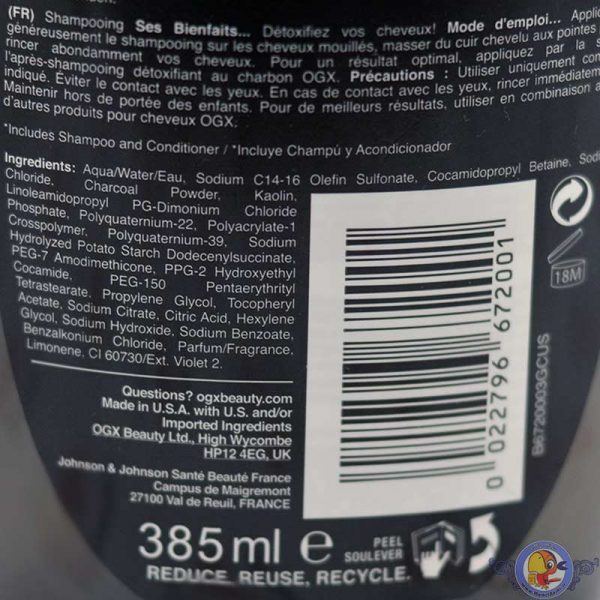 (FR) Shampooing Ses Bienfaits... Détoxifiez vos cheveux! Mode d'emploi...
généreusement le shampooing sur les cheveux mouillés, masser du cuir chevelu aux pointes
rincer abondamment vos cheveux. Pour un résultat optimal, appliquez par la
l'après-shampooing détoxifiant au charbon OGX. Précautions : Utiliser uniquement
indiqué. Éviter le contact avec les yeux. En cas de contact avec les yeux, rincer
Maintenir hors de portée des enfants. Pour de meilleurs résultats, utiliser en combinaison
d'autres produits pour cheveux OGX.
*Includes Shampoo and Conditioner / *Incluye Champú y Acondicionador
Ingredients: Aqua/Water/Eau, Sodium C14-16 Olefin Sulfonate, Cocamidopropyl Betaine,
Chloride, Charcoal Powder, Kaolin,
Linoleamidopropyl PG-Dimonium Chloride
Phosphate, Polyquaternium-22, Polyacrylate-1
Crosspolymer, Polyquaternium-39, Sodium
Hydrolyzed Potato Starch Dodecenylsuccinate,
PEG-7 Amodimethicone, PPG-2 Hydroxyethyl
Cocamide, PEG-150 Pentaerythrityl
Tetrastearate, Propylene Glycol, Tocopheryl
Acetate, Sodium Citrate, Citric Acid, Hexylene
Glycol, Sodium Hydroxide, Sodium Benzoate,
Benzalkonium Chloride, Parfum/Fragrance,
Limonene. CI 60730/Ext. Violet 2.
18M
0 022796 672001
B67200030CUS
Questions? ogxbeauty.com
Made in U.S.A. with U.S. and/or
Imported Ingredients
OGX Beauty Ltd., High Wycombe
HP12 4EG, UK
Johnson & Johnson Santé Beauté France
Campus de Maigremont
27100 Val de Reuil, FRANCE
385 ml e
PEEL
SOULEVER
REDUCE, REUSE, RECYCLE.